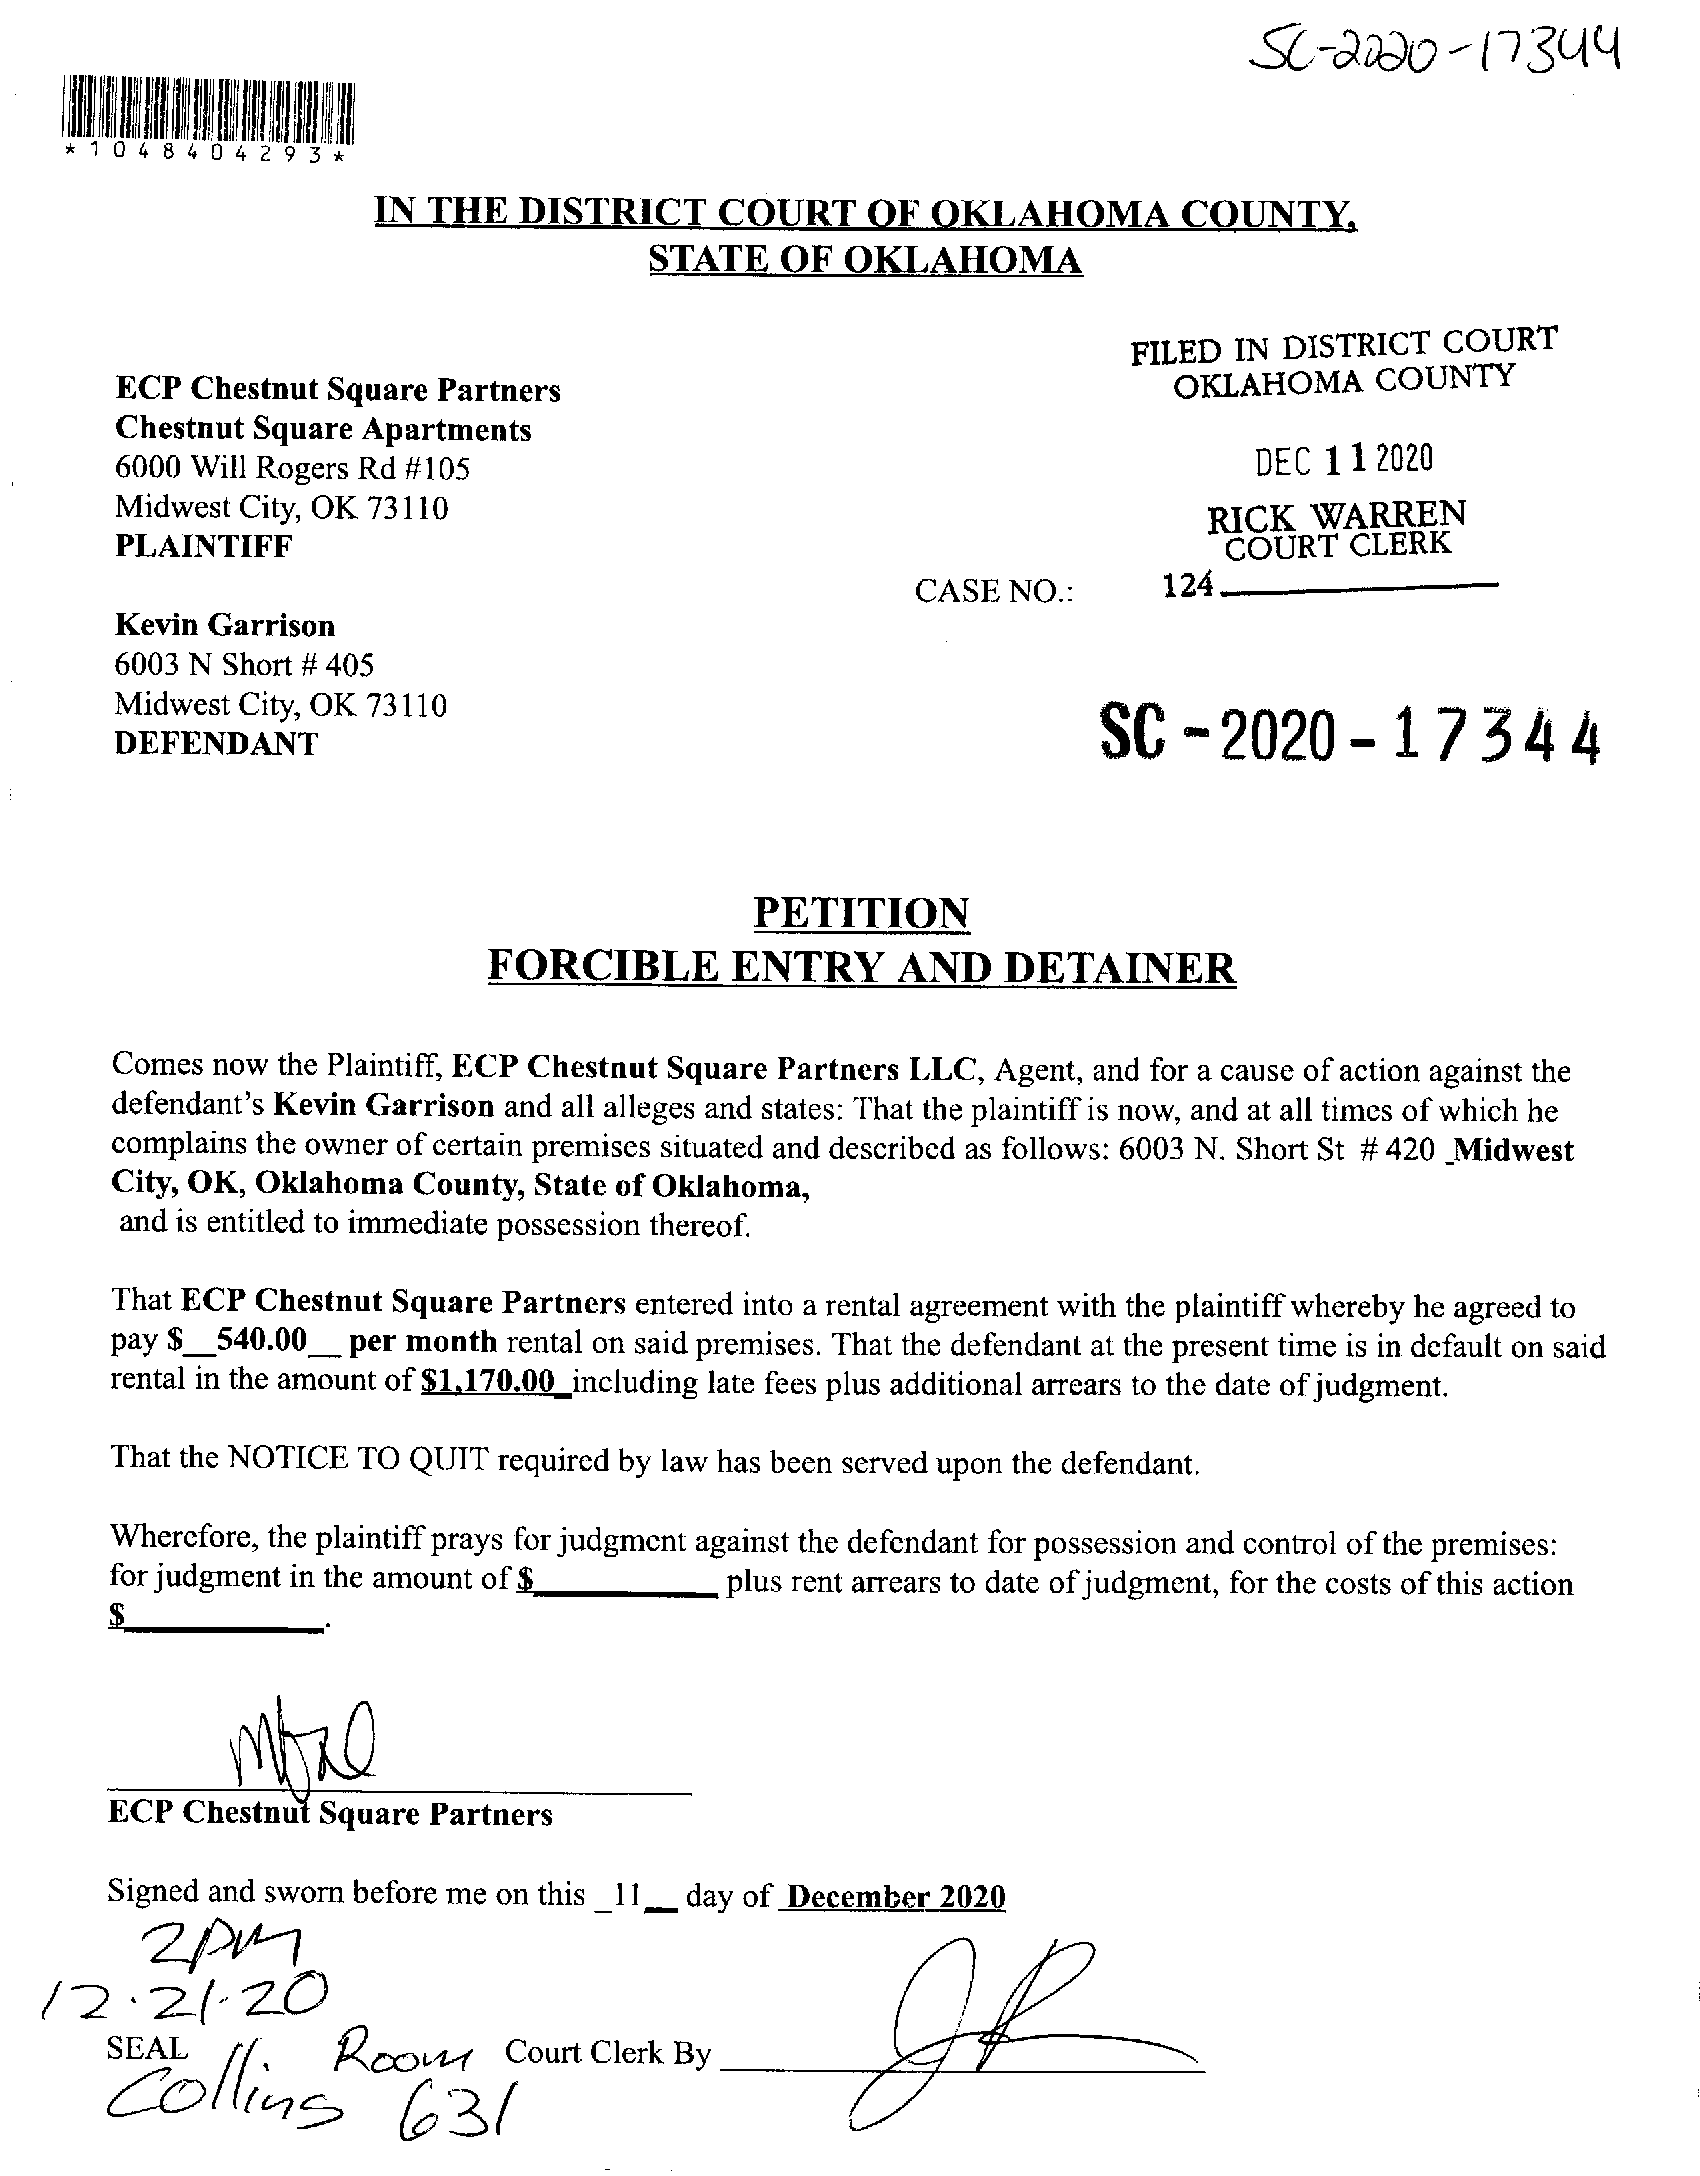 SC-2020-17344
*1048404293*
IN THE DISTRICT COURT OF OKLAHOMA COUNTY,
STATE OF OKLAHOMA
FILED IN DISTRICT COURT
OKLAHOMA COUNTY
DEC 11 2020
RICK WARREN
COURT CLERK
124
ECP Chestnut Square Partners
Chestnut Square Apartments
6000 Will Rogers Rd #105
Midwest City, OK 73110
PLAINTIFF
CASE NO.:
Kevin Garrison
6003 N Short # 405
Midwest City, OK 73110
DEFENDANT
SC-2020-17344
PETITION
FORCIBLE ENTRY AND DETAINER
Comes now the Plaintiff, ECP Chestnut Square Partners LLC, Agent, and for a cause of action against the
defendant's Kevin Garrison and all alleges and states: That the plaintiff is now, and at all times of which he
complains the owner of certain premises situated and described as follows: 6003 N. Short St # 420 _Midwest
City, OK, Oklahoma County, State of Oklahoma,
and is entitled to immediate possession thereof.
That ECP Chestnut Square Partners entered into a rental agreement with the plaintiff whereby he agreed to
pay $__540.00__ per month rental on said premises. That the defendant at the present time is in default on said
rental in the amount of $1,170.00_including late fees plus additional arrears to the date of judgment.
That the NOTICE TO QUIT required by law has been served upon the defendant.
Wherefore, the plaintiff prays for judgment against the defendant for possession and control of the premises:
for judgment in the amount of $__________ plus rent arrears to date of judgment, for the costs of this action
$__________.
ECP Chestnut Square Partners
Signed and sworn before me on this _11__ day of _December 2020
2PM
12.21.20
SEAL
Court Clerk By __________
Collins Room 631